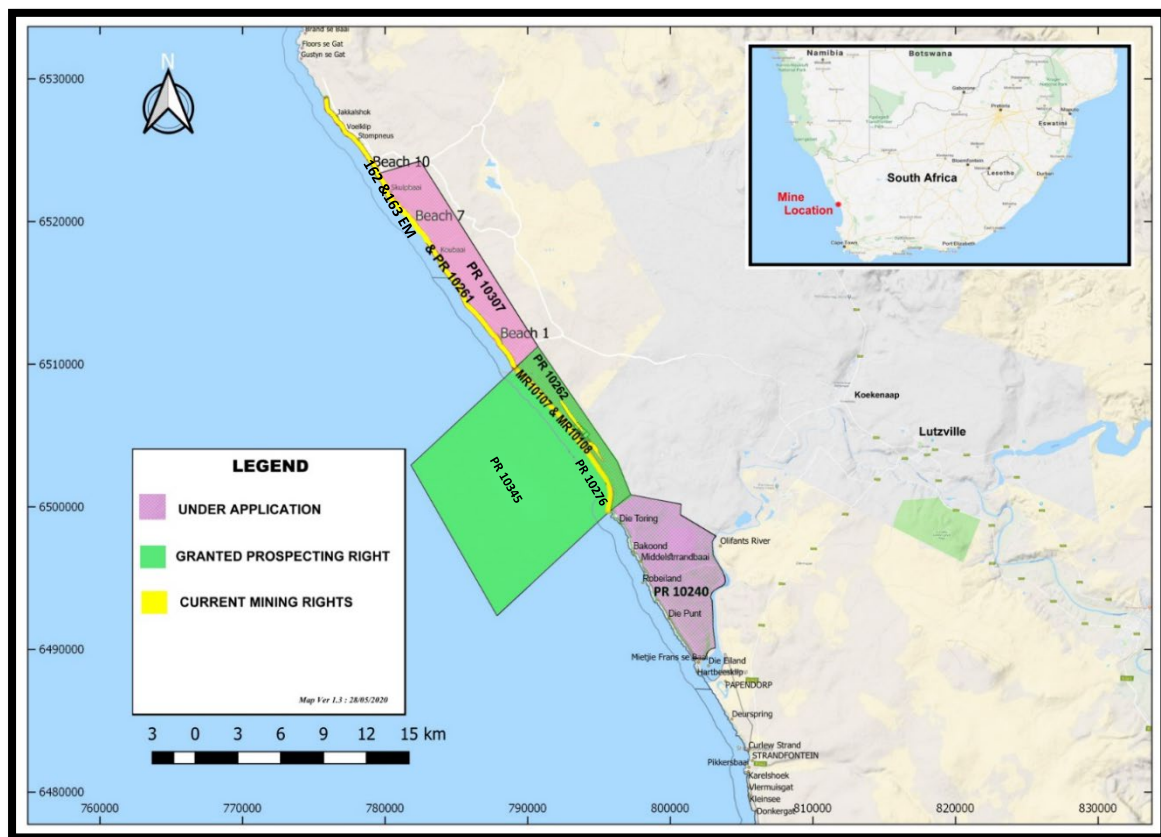 Brand se Baai
Floors se Gat
Gustyn se Gat
N
6530000
6520000
6510000
6500000
6490000
6480000
Jakkalshok
Voelklip
Stompneus
Beach 10
162 &163 EM & PR 10261
Skulpbaai
Beach 7
Kosibaai
PR 10307
Beach 1
PR 10262
MR10107 & MR10108
PR 10345
PR 10276
Die Toring
Bakoond
Middelstrandbaai
Olifants River
Robeiland
PR 10240
Die Punt
Mietjie Frans se Baai
Die Eiland
Hartbeesklip
PAPENDORP
Deurspring
Curlew Strand
STRANDFONTEIN
Pikkersbaai
Karelshoek
Vlermuisgat
Kleinsee
Donkergat
Koekenaap
Lutzville
Namibia
Botswana
Gaborone
Pretoria
Maputo
Eswatini
Bloemfontein
Lesotho
Durban
South Africa
Mine
Location
Cape Town
Port Elizabeth
LEGEND
UNDER APPLICATION
GRANTED PROSPECTING RIGHT
CURRENT MINING RIGHTS
Map Ver 1.3 : 28/05/2020
3 0 3 6 9 12 15 km
760000 770000 780000 790000 800000 810000 820000 830000